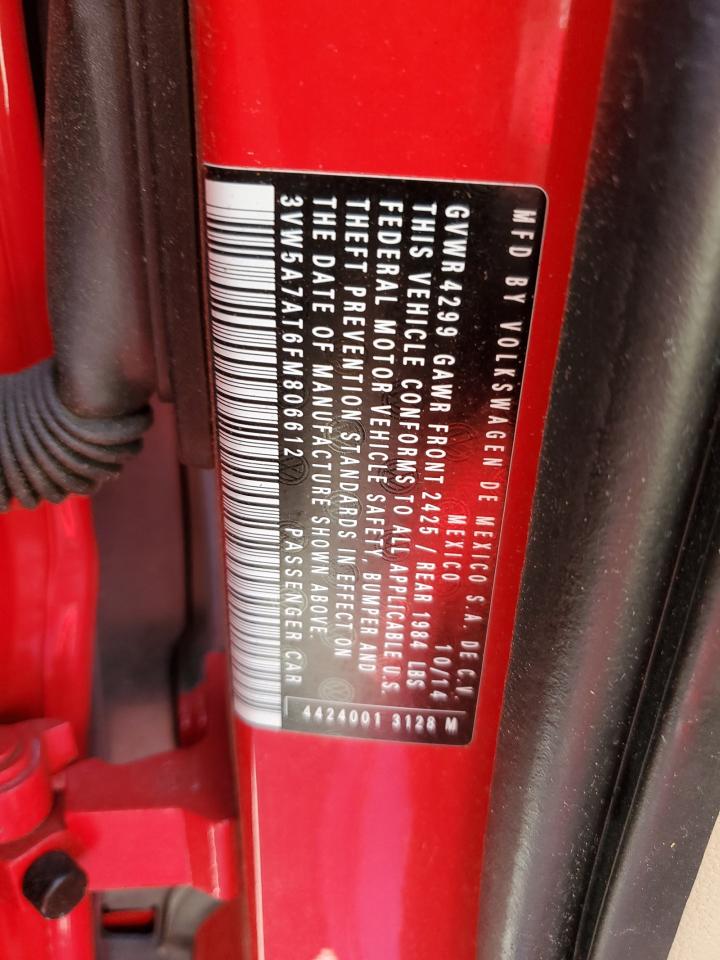 MFD BY VOLKSWAGEN DE MEXICO S.A. DE C.V.
MEXICO 10/14
GVWR 4299 GAWR FRONT 2425 / REAR 1984 LBS
THIS VEHICLE CONFORMS TO ALL APPLICABLE U.S.
FEDERAL MOTOR VEHICLE SAFETY, BUMPER AND
THEFT PREVENTION STANDARDS IN EFFECT ON
THE DATE OF MANUFACTURE SHOWN ABOVE.
3VW5A7AT6FM806612 PASSENGER CAR
4424001 3128 M